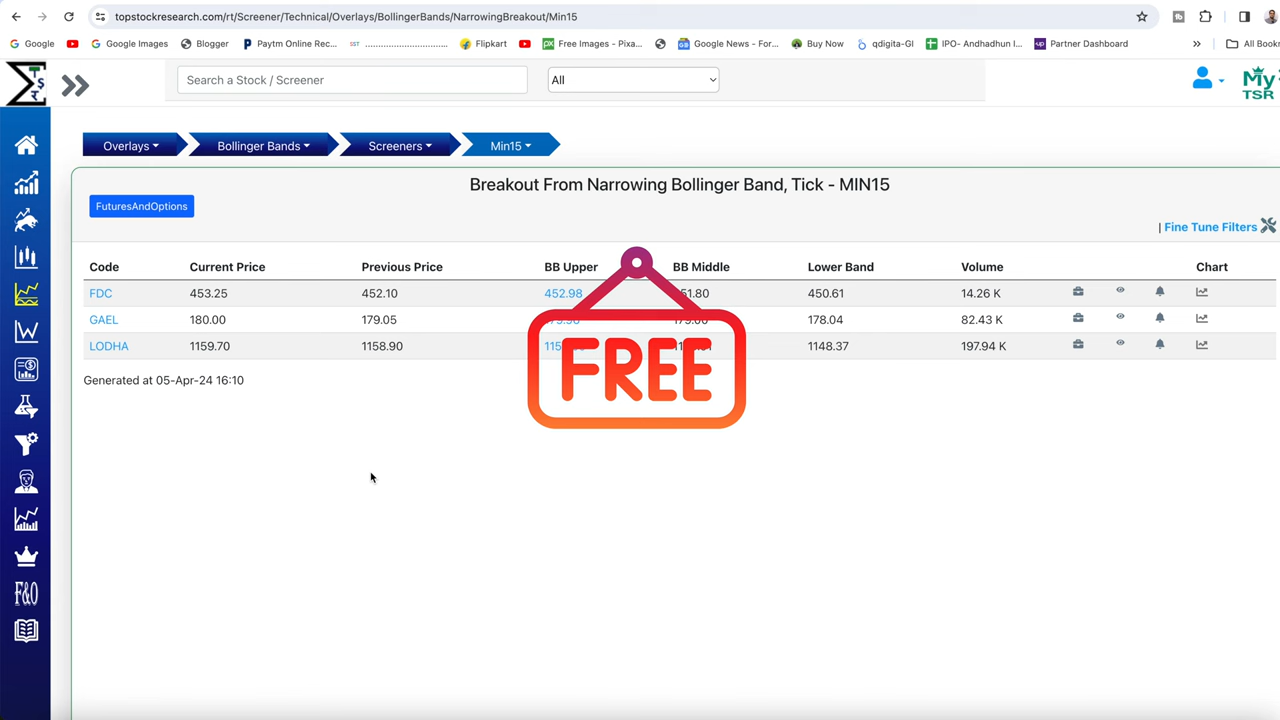 topstockresearch.com/rt/Screener/Technical/Overlays/BollingerBands/NarrowingBreakout/Min15
Google Google Images Blogger Paytm Online Rec... SST ................................ Flipkart Free Images - Pixa... Google News - For... Buy Now qdigita-GI IPO- Andhadhun I... up Partner Dashboard » All Book
Search a Stock / Screener All My TSR
Overlays Bollinger Bands Screeners Min15
Breakout From Narrowing Bollinger Band, Tick - MIN15
FuturesAndOptions
| Fine Tune Filters
Code Current Price Previous Price BB Upper BB Middle Lower Band Volume Chart
FDC 453.25 452.10 452.98 450.61 14.26 K
GAEL 180.00 179.05 178.04 82.43 K
LODHA 1159.70 1158.90 1148.37 197.94 K
FREE
Generated at 05-Apr-24 16:10
F&O